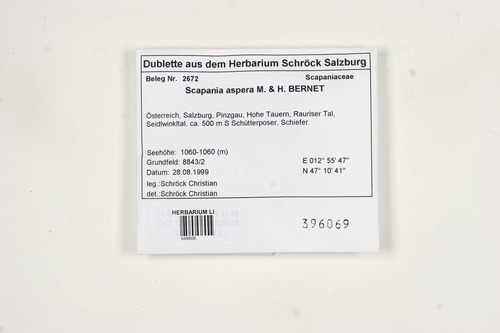 Dublette aus dem Herbarium Schröck Salzburg
Beleg Nr. 2672 Scapaniaceae
Scapania aspera M. & H. BERNET
Österreich, Salzburg, Pinzgau, Hohe Tauern, Rauriser Tal,
Seidlwinkltal, ca. 500 m S Schütterposer, Schiefer.
Seehöhe: 1060-1060 (m)
Grundfeld: 8843/2 E 012° 55' 47"
Datum: 28.08.1999 N 47° 10' 41"
leg.:Schröck Christian
det.:Schröck Christian
HERBARIUM LI
648806
396069